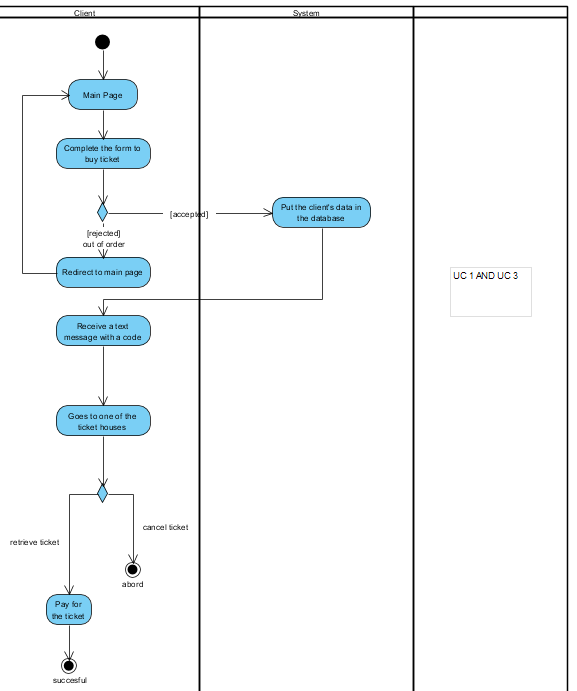 Client
System
Main Page
Complete the form to
buy ticket
[accepted]
Put the client's data in
the database
[rejected]
out of order
Redirect to main page
UC 1 AND UC 3
Receive a text
message with a code
Goes to one of the
ticket houses
cancel ticket
retrieve ticket
abord
Pay for
the ticket
succesful